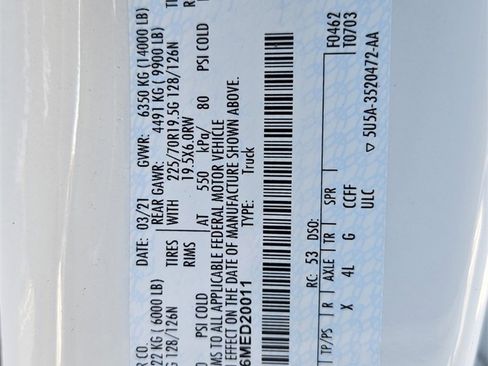 R CO. DATE: 03/21 GVWR: 6350 KG (14000 LB)
22 KG ( 6000 LB) REAR GAWR: 4491 KG ( 9900 LB)
G 128/126N TIRES WITH 225/70R19.5G 128/126N
RIMS 19.5X6.0RW
PSI COLD AT 550 kPa/ 80 PSI COLD
MS TO ALL APPLICABLE FEDERAL MOTOR VEHICLE
EFFECT ON THE DATE OF MANUFACTURE SHOWN ABOVE.
6MED20011 TYPE: Truck
F0462
RC: 53 DSO: T0703
TP/PS R AXLE TR SPR
X 4L G CCFF
ULC
▽ 5U5A-3520472-AA